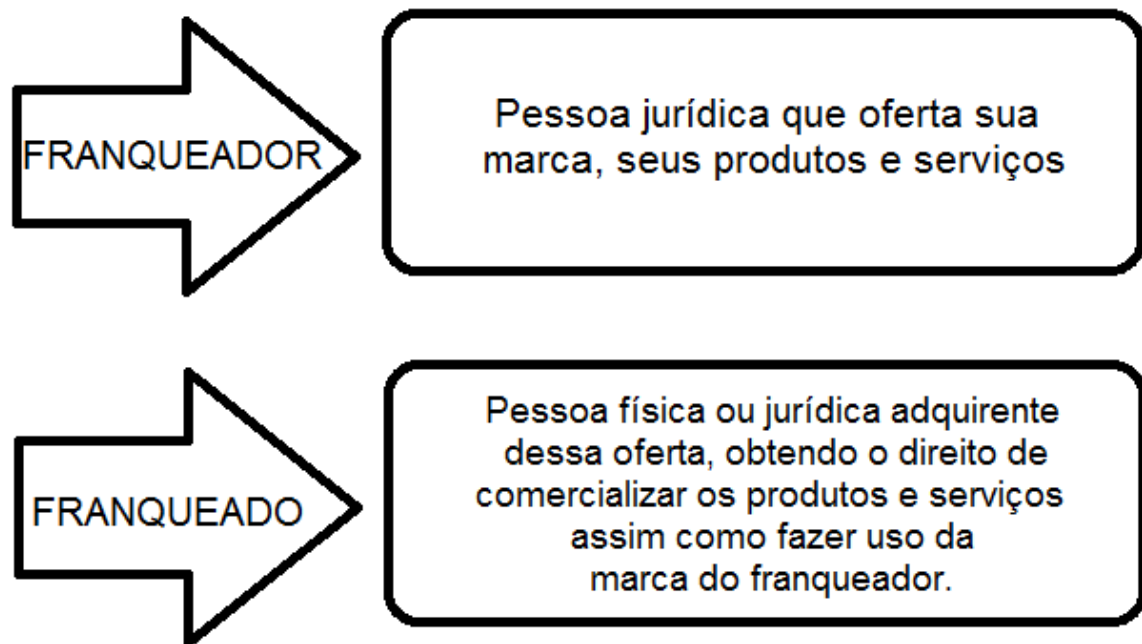 FRANQUEADOR
Pessoa jurídica que oferta sua
marca, seus produtos e serviços
FRANQUEADO
Pessoa física ou jurídica adquirente
dessa oferta, obtendo o direito de
comercializar os produtos e serviços
assim como fazer uso da
marca do franqueador.